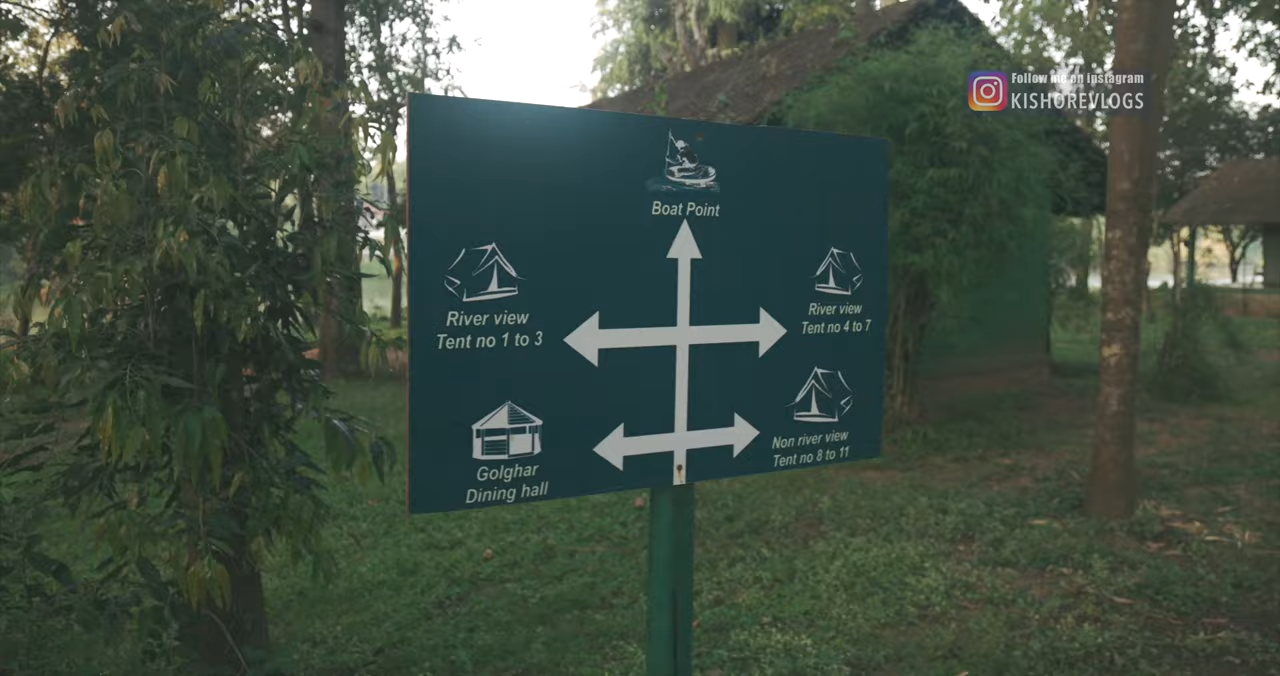 Follow me on instagram
KISHOREVLOGS
Boat Point
River view
Tent no 1 to 3
River view
Tent no 4 to 7
Golghar
Dining hall
Non river view
Tent no 8 to 11